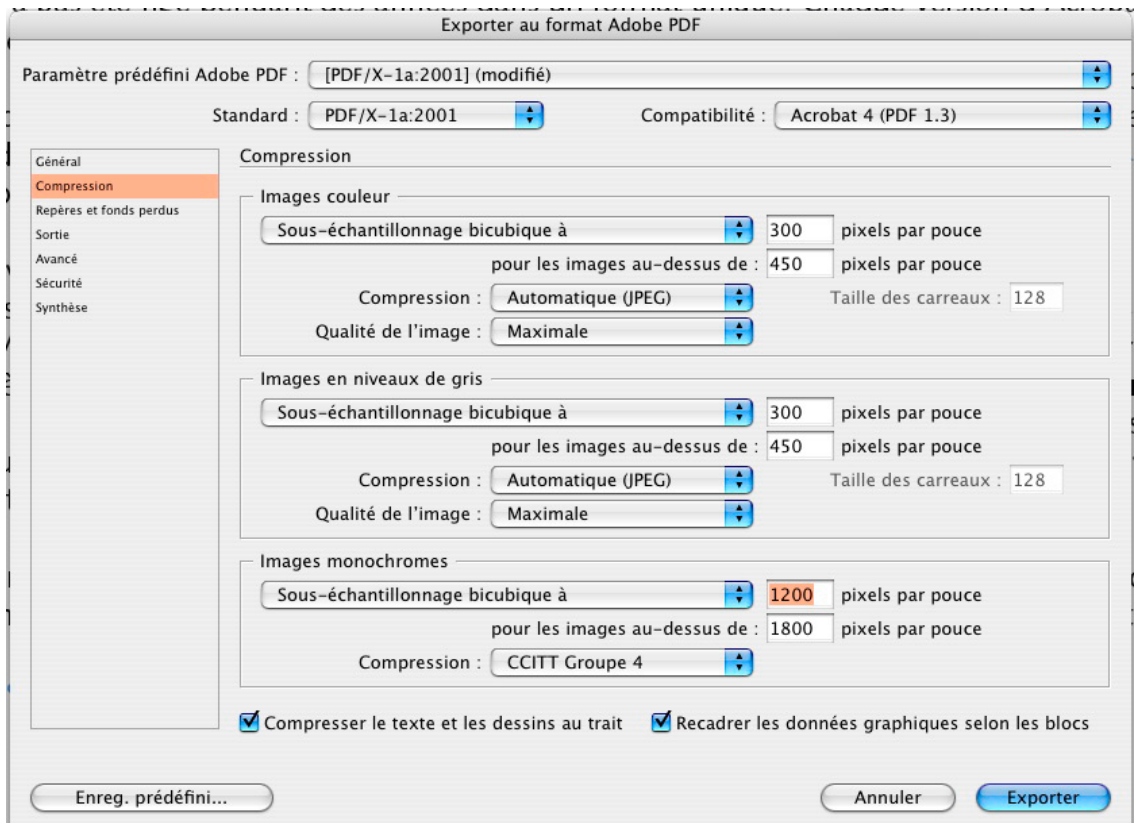 Exporter au format Adobe PDF
Paramètre prédéfini Adobe PDF : [PDF/X-1a:2001] (modifié)
Standard : PDF/X-1a:2001 Compatibilité : Acrobat 4 (PDF 1.3)
Général
Compression
Repères et fonds perdus
Sortie
Avancé
Sécurité
Synthèse
Compression
Images couleur
Sous-échantillonnage bicubique à 300 pixels par pouce
pour les images au-dessus de : 450 pixels par pouce
Compression : Automatique (JPEG) Taille des carreaux : 128
Qualité de l'image : Maximale
Images en niveaux de gris
Sous-échantillonnage bicubique à 300 pixels par pouce
pour les images au-dessus de : 450 pixels par pouce
Compression : Automatique (JPEG) Taille des carreaux : 128
Qualité de l'image : Maximale
Images monochromes
Sous-échantillonnage bicubique à 1200 pixels par pouce
pour les images au-dessus de : 1800 pixels par pouce
Compression : CCITT Groupe 4
Compresser le texte et les dessins au trait Recadrer les données graphiques selon les blocs
Enreg. prédéfini... Annuler Exporter